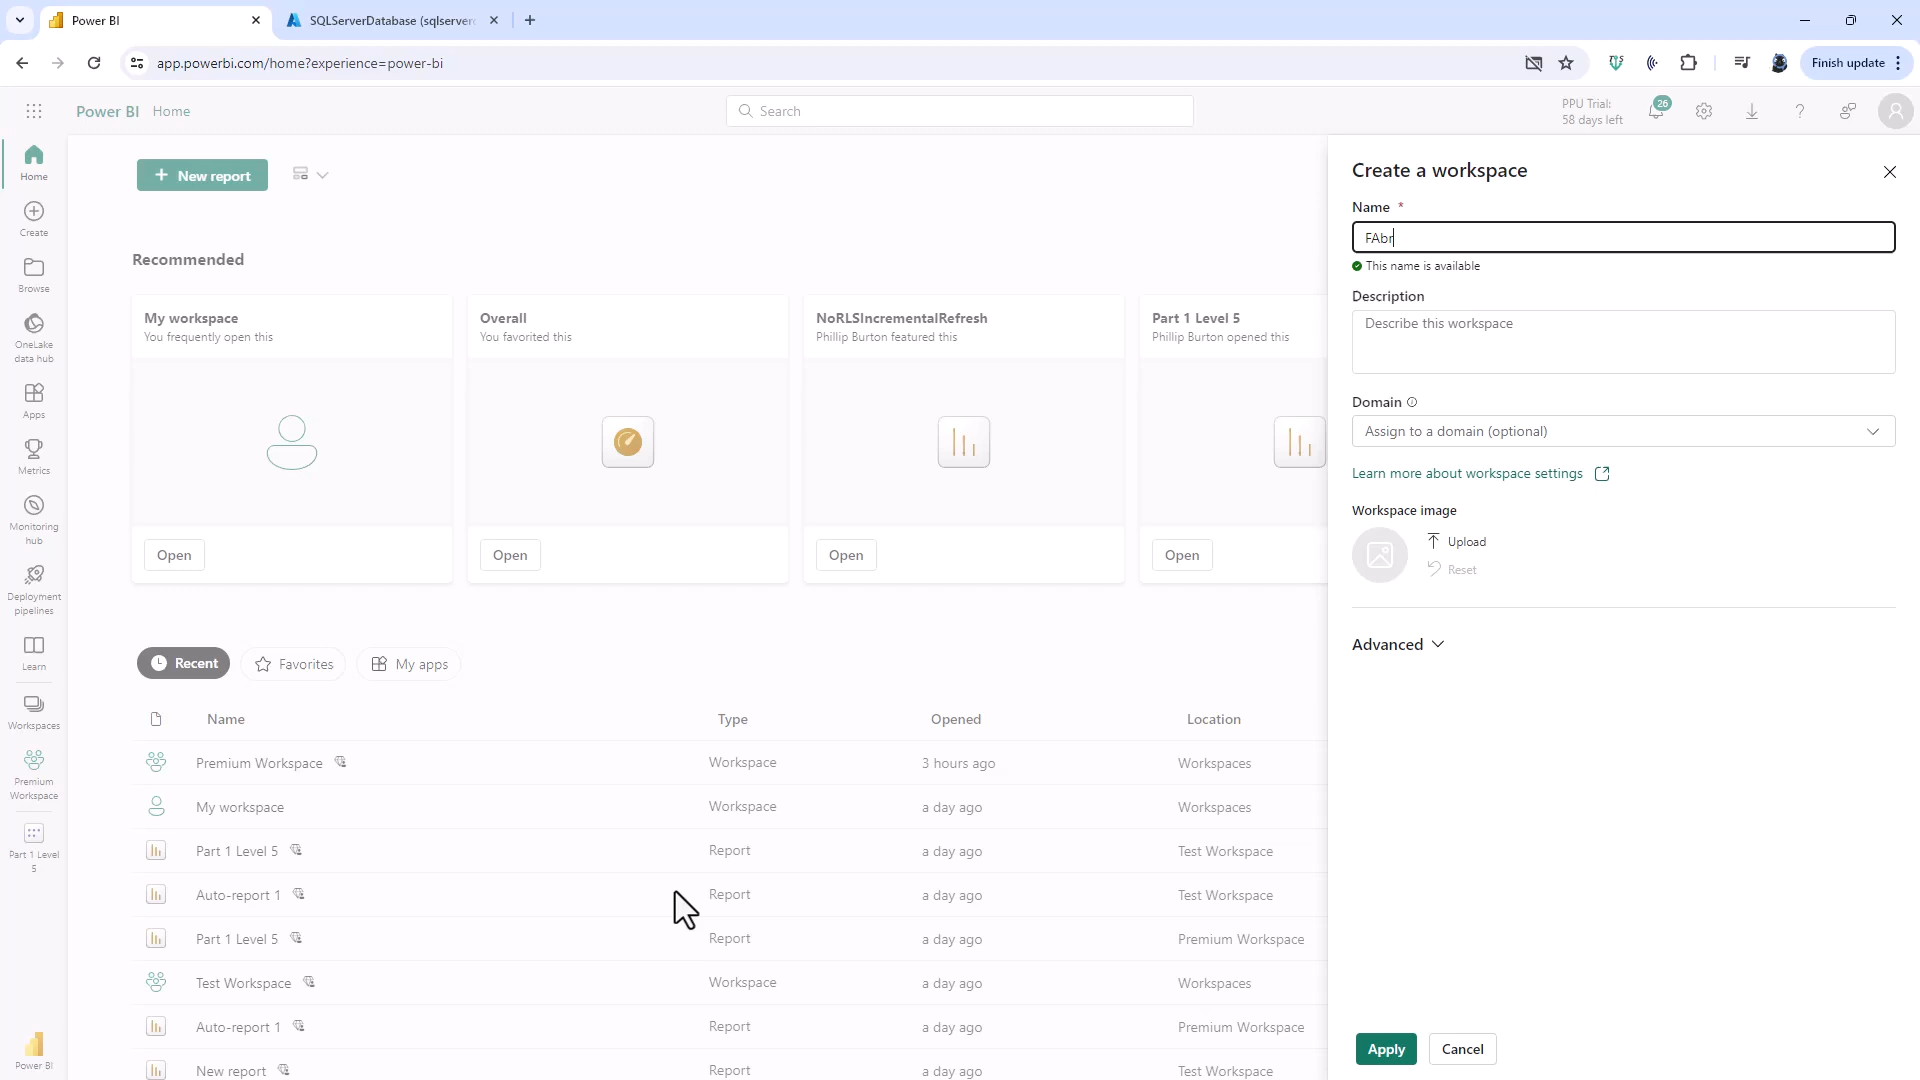 Power BI
SQLServerDatabase (sqlserver
app.powerbi.com/home?experience=power-bi
Finish update
Power BI Home
Search
PPU Trial:
58 days left
26
Home
Create
Browse
OneLake
data hub
Apps
Metrics
Monitoring
hub
Deployment
pipelines
Learn
Workspaces
Premium
Workspace
Part 1 Level
5
Power BI
New report
Recommended
My workspace
You frequently open this
Open
Overall
You favorited this
Open
NoRLSIncrementalRefresh
Phillip Burton featured this
Open
Part 1 Level 5
Phillip Burton opened this
Open
Recent Favorites My apps
Name Type Opened Location
Premium Workspace Workspace 3 hours ago Workspaces
My workspace Workspace a day ago Workspaces
Part 1 Level 5 Report a day ago Test Workspace
Auto-report 1 Report a day ago Test Workspace
Part 1 Level 5 Report a day ago Premium Workspace
Test Workspace Workspace a day ago Workspaces
Auto-report 1 Report a day ago Premium Workspace
New report Report a day ago Test Workspace
Create a workspace
Name *
FAbr
This name is available
Description
Describe this workspace
Domain
Assign to a domain (optional)
Learn more about workspace settings
Workspace image
Upload
Reset
Advanced
Apply Cancel